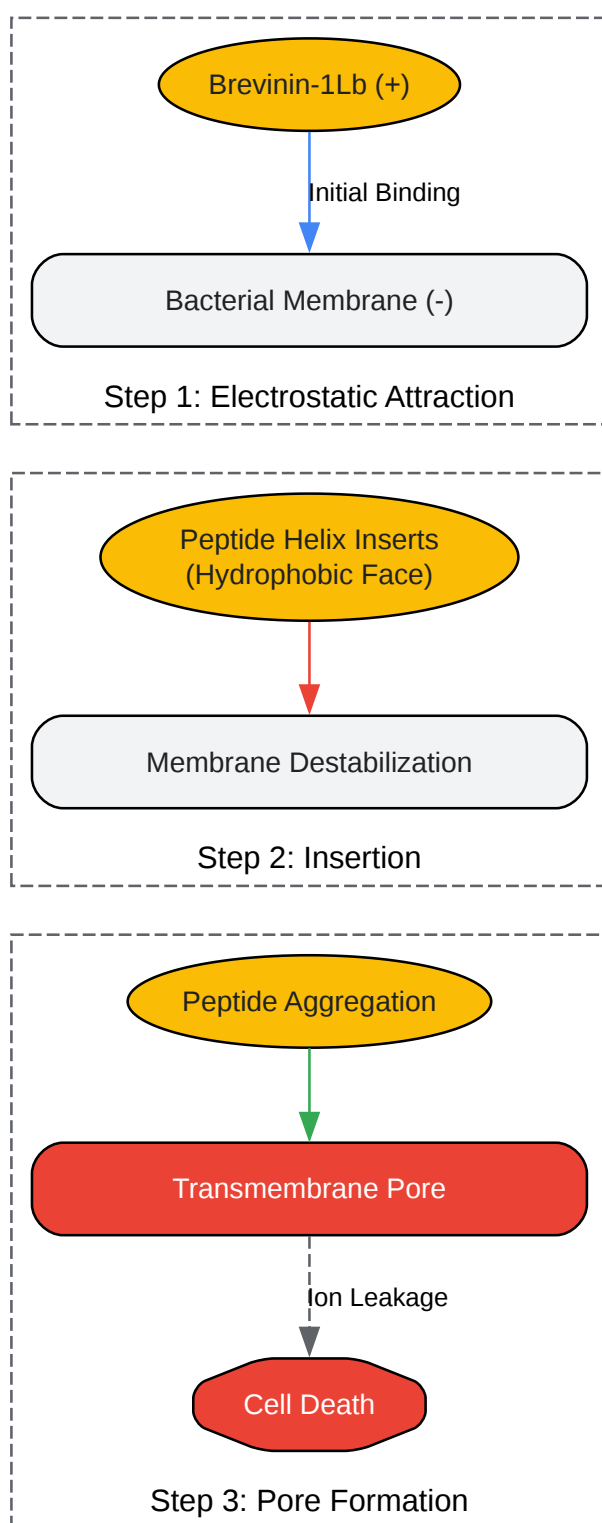 Brevinin-1Lb (+)
Initial Binding
Bacterial Membrane (-)
Step 1: Electrostatic Attraction
Peptide Helix Inserts
(Hydrophobic Face)
Membrane Destabilization
Step 2: Insertion
Peptide Aggregation
Transmembrane Pore
Ion Leakage
Cell Death
Step 3: Pore Formation